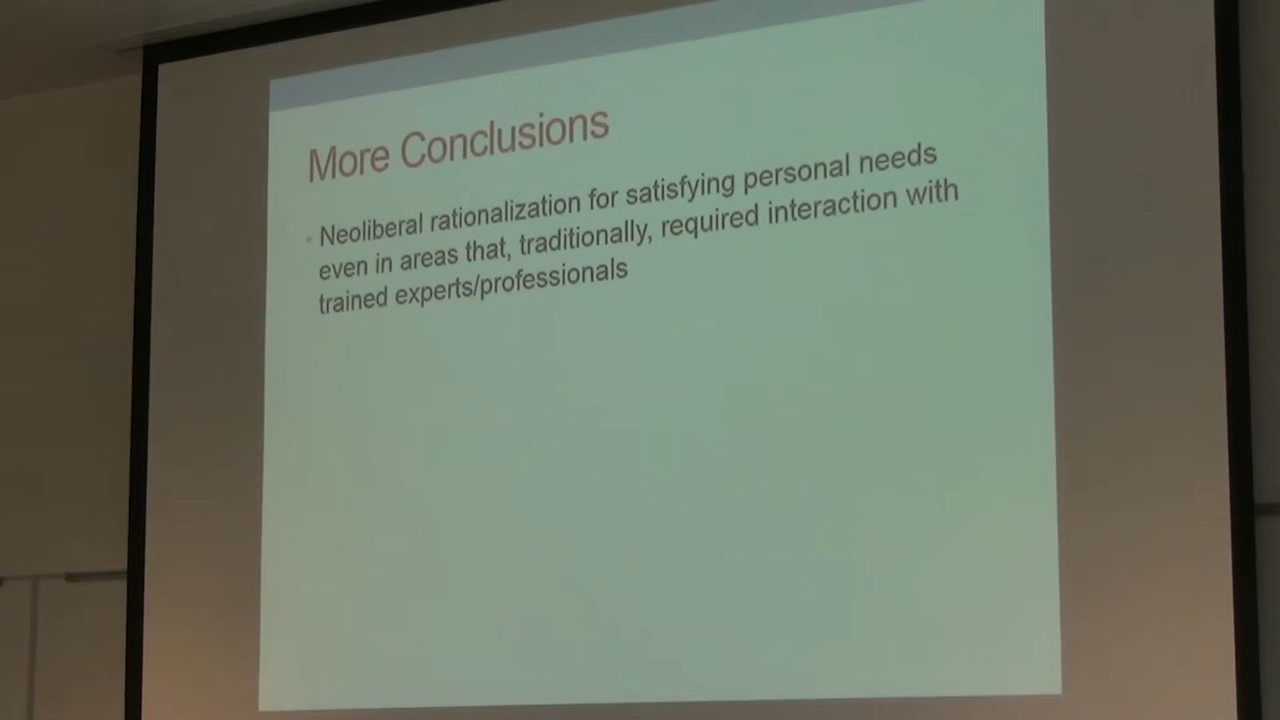 More Conclusions
• Neoliberal rationalization for satisfying personal needs
even in areas that, traditionally, required interaction with
trained experts/professionals